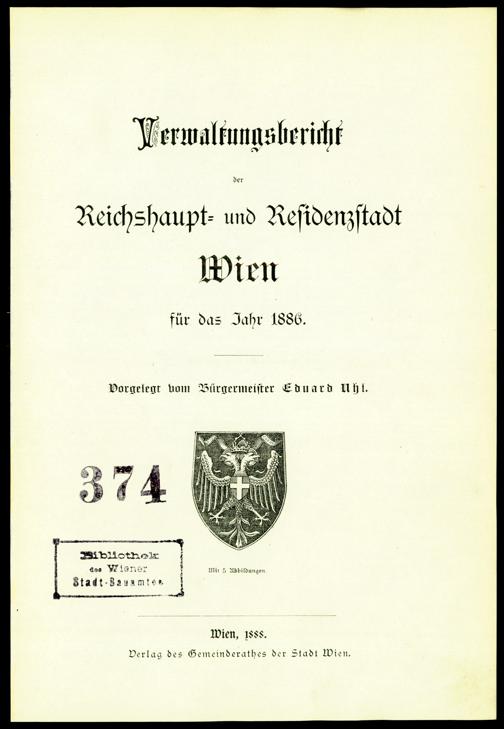 Verwaltungsbericht
der
Reichshaupt- und Residenzstadt
Wien
für das Jahr 1886.
Vorgelegt vom Bürgermeister Eduard Uhl.
374
Mit 5 Abbildungen.
Bibliothek
des Wiener
Stadt-Bauamtes
Wien, 1888.
Verlag des Gemeinderathes der Stadt Wien.